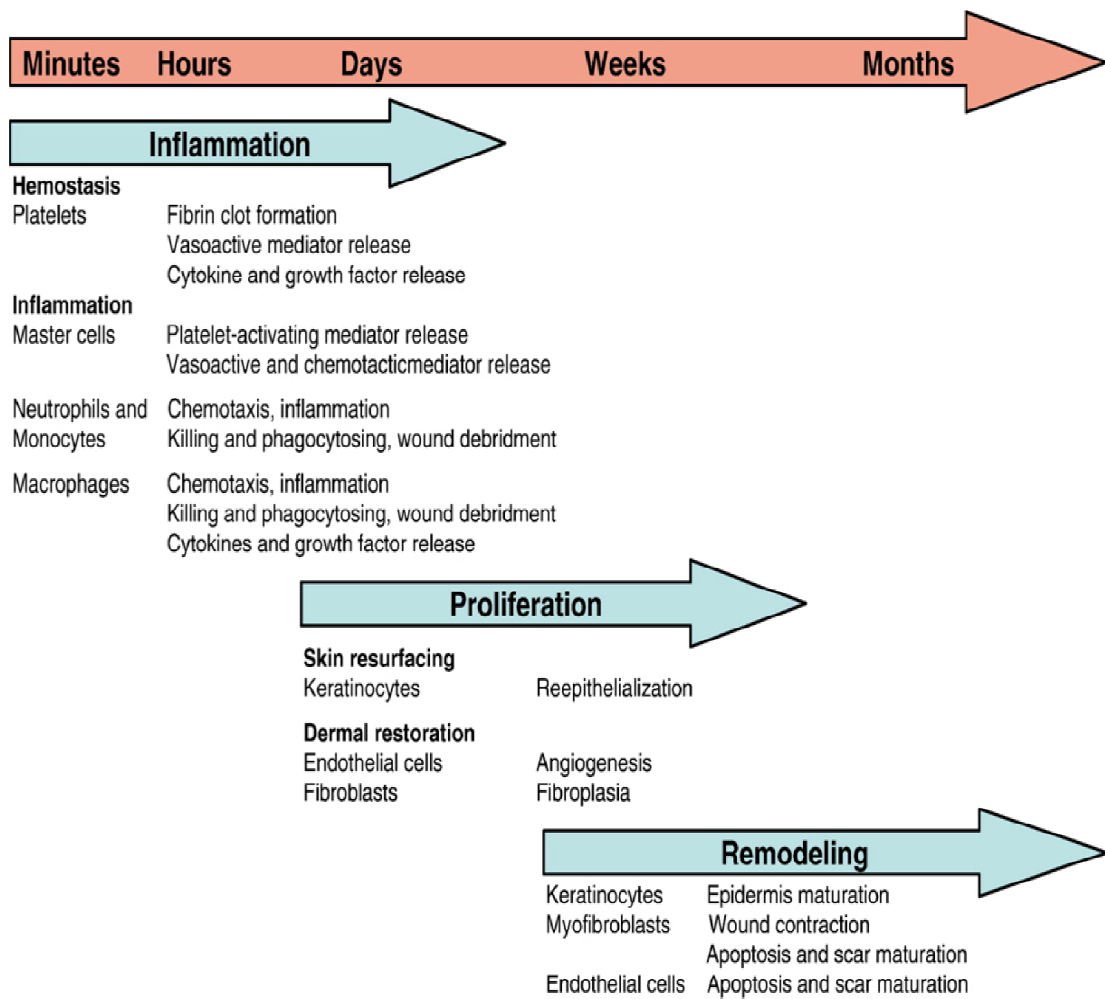 Minutes Hours Days Weeks Months
Inflammation
Hemostasis
Platelets Fibrin clot formation
Vasoactive mediator release
Cytokine and growth factor release
Inflammation
Master cells Platelet-activating mediator release
Vasoactive and chemotacticmediator release
Neutrophils and Chemotaxis, inflammation
Monocytes Killing and phagocytosing, wound debridment
Macrophages Chemotaxis, inflammation
Killing and phagocytosing, wound debridment
Cytokines and growth factor release
Proliferation
Skin resurfacing
Keratinocytes Reepithelialization
Dermal restoration
Endothelial cells Angiogenesis
Fibroblasts Fibroplasia
Remodeling
Keratinocytes Epidermis maturation
Myofibroblasts Wound contraction
Apoptosis and scar maturation
Endothelial cells Apoptosis and scar maturation